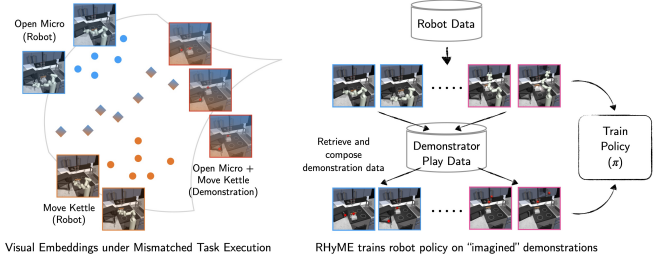 Open Micro
(Robot)
Open Micro +
Move Kettle
(Demonstration)
Move Kettle
(Robot)
Visual Embeddings under Mismatched Task Execution
Robot Data
Retrieve and
compose
demonstration data
Demonstrator
Play Data
Train
Policy
(π)
RHyME trains robot policy on "imagined" demonstrations